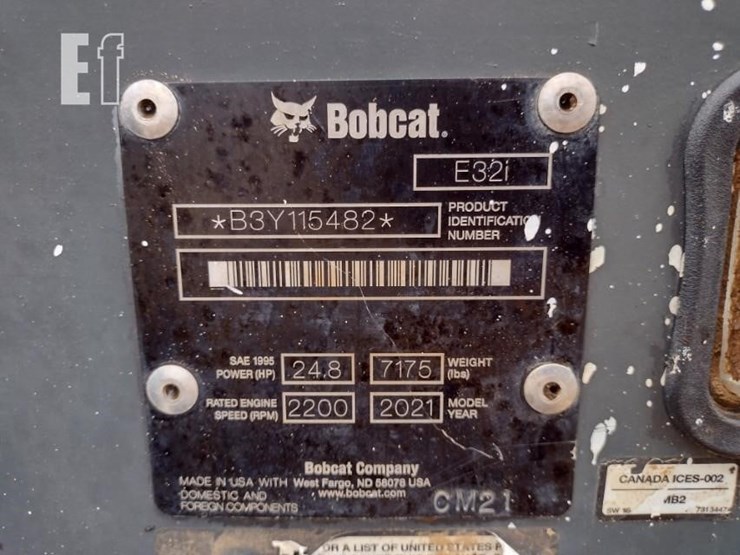 Ef
Bobcat.
E32i
*B3Y115482*
PRODUCT
IDENTIFICATION
NUMBER
SAE 1995
POWER (HP)
24.8
7175
WEIGHT
(lbs)
RATED ENGINE
SPEED (RPM)
2200
2021
MODEL
YEAR
Bobcat Company
MADE IN USA WITH West Fargo, ND 58078 USA
DOMESTIC AND www.bobcat.com
FOREIGN COMPONENTS
CM21
CANADA ICES-002
MB2
OR A LIST OF UNITED STATES